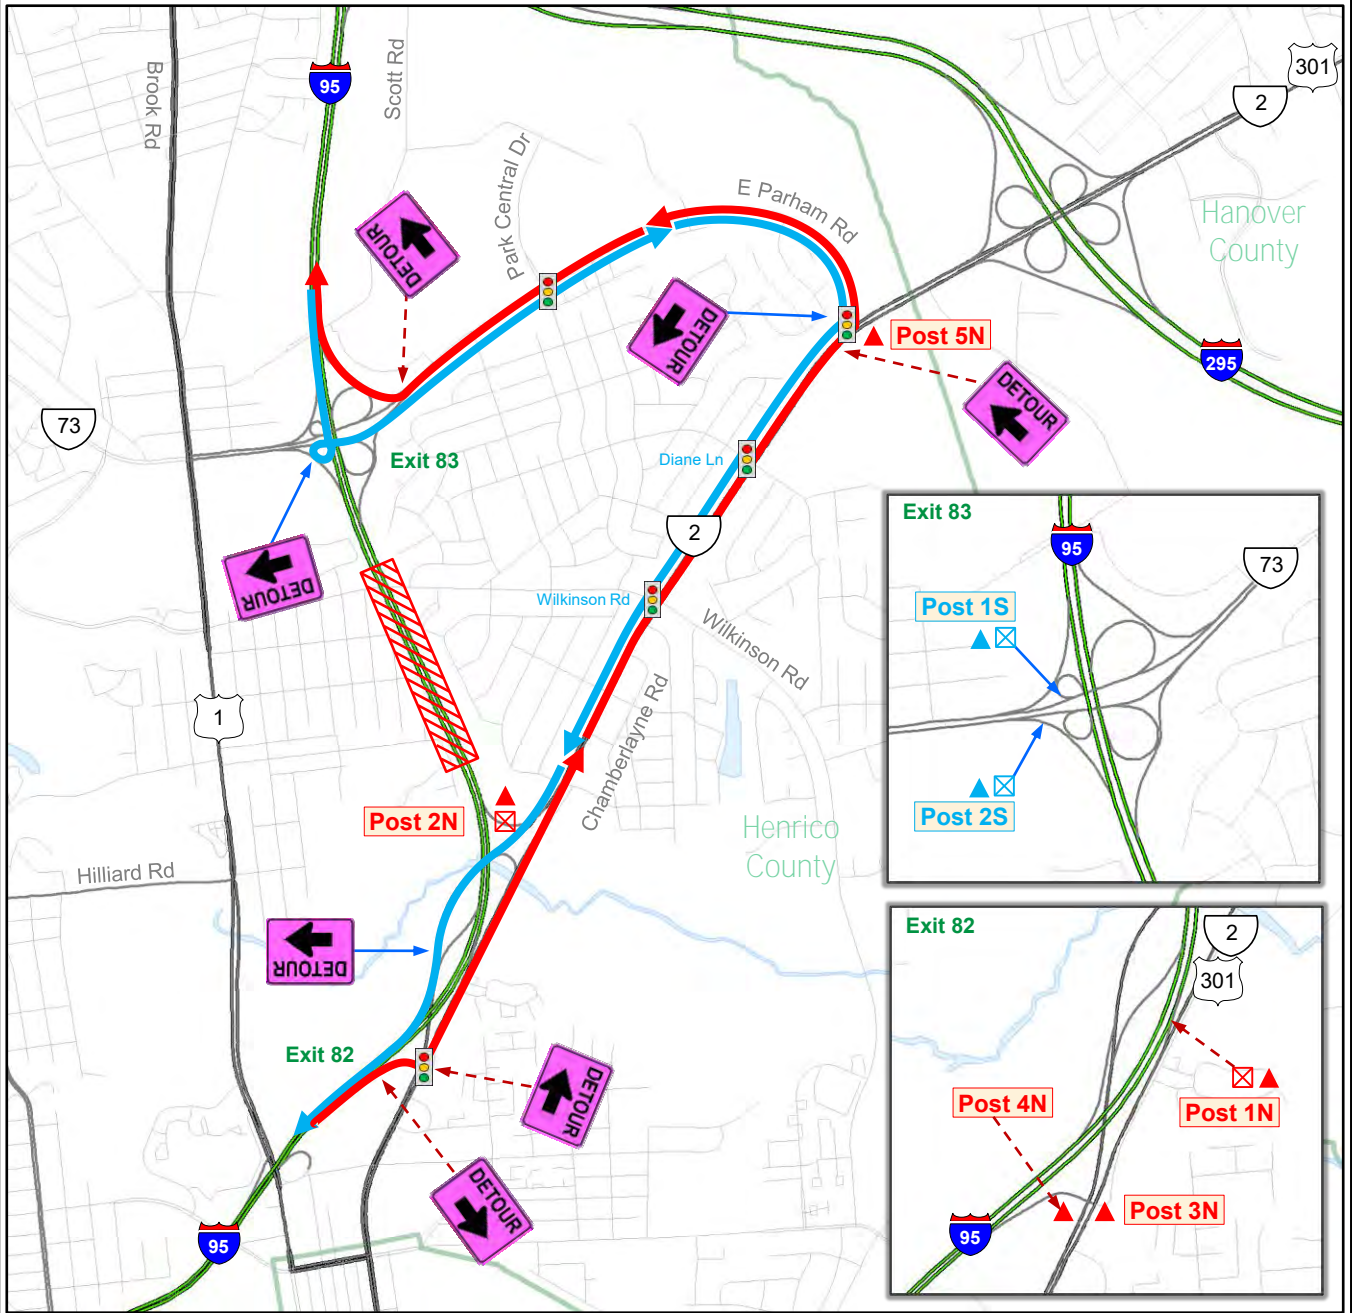 301
2
95
Scott Rd
Brook Rd
Park Central Dr
E Parham Rd
Hanover
County
DETOUR
DETOUR
Post 5N
295
DETOUR
73
Exit 83
Diane Ln
2
DETOUR
Wilkinson Rd
Wilkinson Rd
1
Chamberlayne Rd
Post 2N
Henrico
County
Hilliard Rd
DETOUR
Exit 82
DETOUR
DETOUR
95
Exit 83
95
73
Post 1S
Post 2S
Exit 82
2
301
Post 1N
Post 4N
Post 3N
95